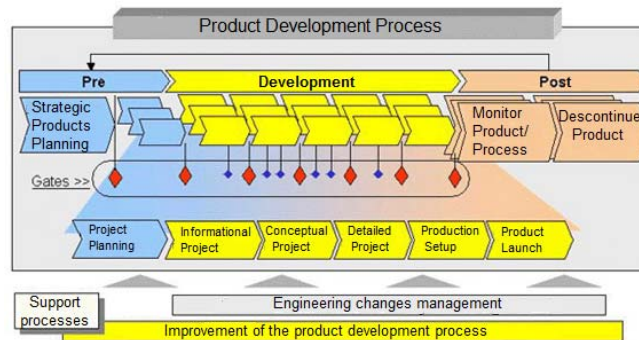 Product Development Process
Pre
Development
Post
Strategic
Products
Planning
Monitor
Product/
Process
Descontinue
Product
Gates >>
Project
Planning
Informational
Project
Conceptual
Project
Detailed
Project
Production
Setup
Product
Launch
Support
processes
Engineering changes management
Improvement of the product development process